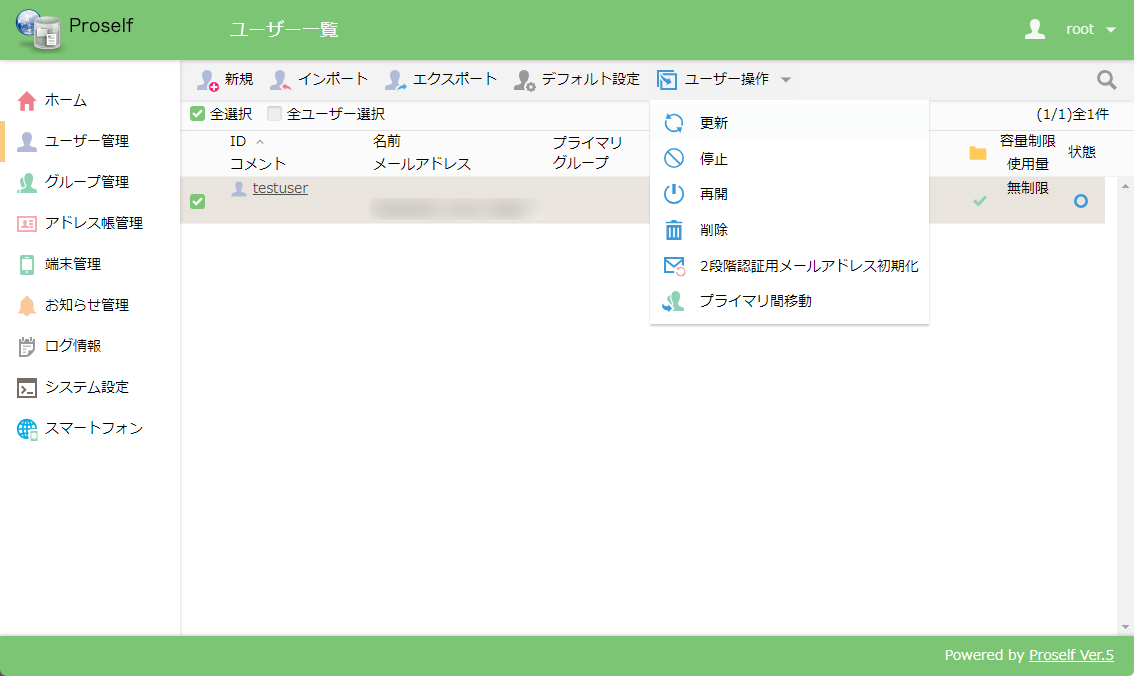 Proself
ユーザー一覧
root
ホーム
ユーザー管理
グループ管理
アドレス帳管理
端末管理
お知らせ管理
ログ情報
システム設定
スマートフォン
新規 インポート エクスポート デフォルト設定 ユーザー操作
全選択 全ユーザー選択
(1/1)全1件
ID
コメント
名前
メールアドレス
プライマリ
グループ
容量制限
使用量
状態
testuser
無制限
更新
停止
再開
削除
2段階認証用メールアドレス初期化
プライマリ間移動
Powered by Proself Ver.5